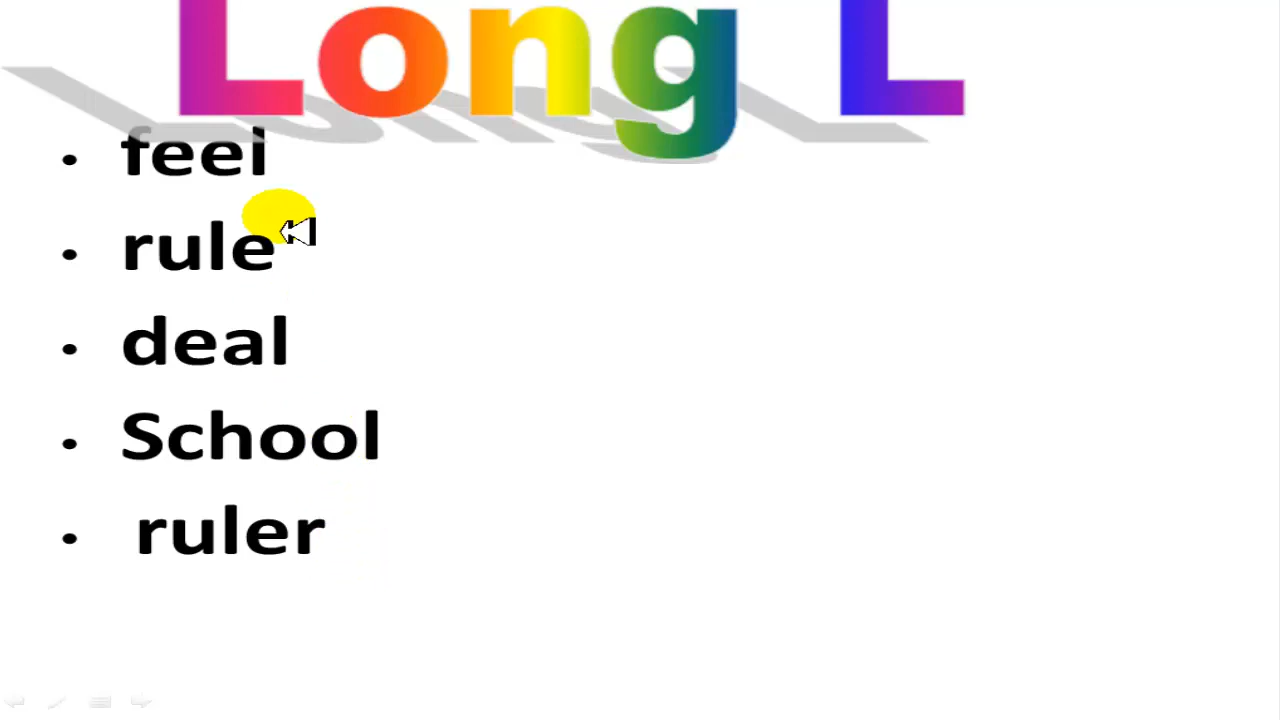 Long L
• feel
• rule
• deal
• School
• ruler